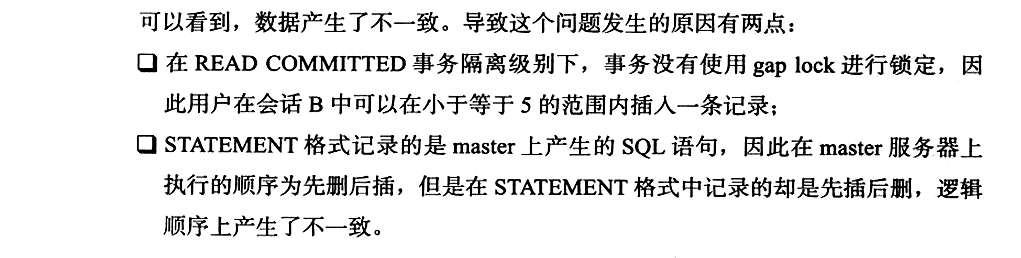 可以看到，数据产生了不一致。导致这个问题发生的原因有两点：
❑ 在 READ COMMITTED 事务隔离级别下，事务没有使用 gap lock 进行锁定，因
此用户在会话 B 中可以在小于等于 5 的范围内插入一条记录；
❑ STATEMENT 格式记录的是 master 上产生的 SQL 语句，因此在 master 服务器上
执行的顺序为先删后插，但是在 STATEMENT 格式中记录的却是先插后删，逻辑
顺序上产生了不一致。